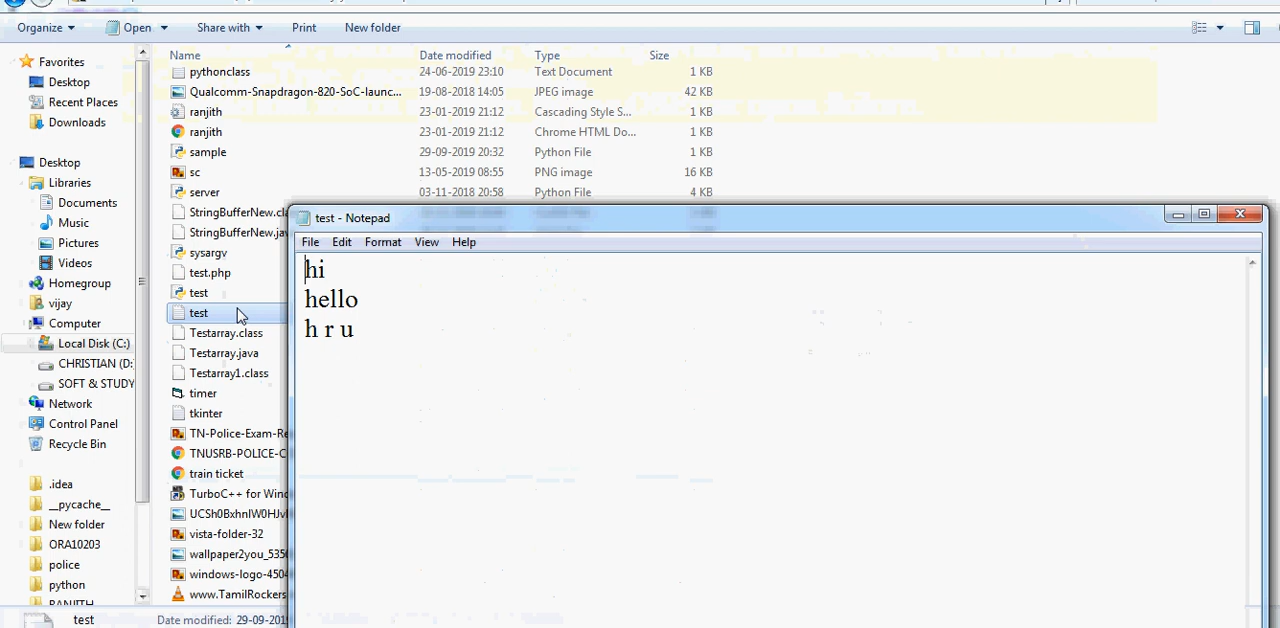 Organize Open Share with Print New folder
Name Date modified Type Size
Favorites
Desktop
Recent Places
Downloads
Desktop
Libraries
Documents
Music
Pictures
Videos
Homegroup
vijay
Computer
Local Disk (C:)
CHRISTIAN (D:
SOFT & STUDY
Network
Control Panel
Recycle Bin
.idea
__pycache__
New folder
ORA10203
police
python
RANJITH
pythonclass 24-06-2019 23:10 Text Document 1 KB
Qualcomm-Snapdragon-820-SoC-launc... 19-08-2018 14:05 JPEG image 42 KB
ranjith 23-01-2019 21:12 Cascading Style S... 1 KB
ranjith 23-01-2019 21:12 Chrome HTML Do... 1 KB
sample 29-09-2019 20:32 Python File 1 KB
sc 13-05-2019 08:55 PNG image 16 KB
server 03-11-2018 20:58 Python File 4 KB
StringBufferNew.cla
StringBufferNew.jav
sysargv
test.php
test
test
Testarray.class
Testarray.java
Testarray1.class
timer
tkinter
TN-Police-Exam-Re
TNUSRB-POLICE-C
train ticket
TurboC++ for Wind
vista-folder-32
wallpaper2you_535
windows-logo-4504
www.TamilRockers
test - Notepad
File Edit Format View Help
hi
hello
h r u
test Date modified: 29-09-201